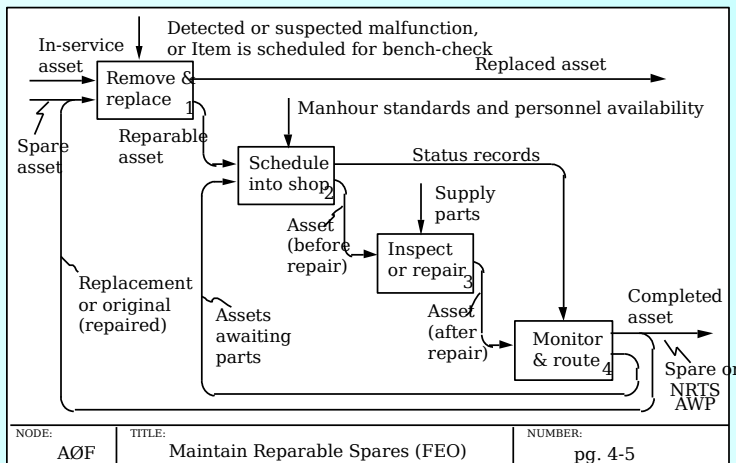 Detected or suspected malfunction,
or Item is scheduled for bench-check
In-service
asset
Replaced asset
Remove &
replace
1
Manhour standards and personnel availability
Spare
asset
Reparable
asset
Schedule
into shop
2
Status records
Supply
parts
Asset
(before
repair)
Inspect
or repair
3
Replacement
or original
(repaired)
Assets
awaiting
parts
Asset
(after
repair)
Completed
asset
Monitor
& route
4
Spare or
NRTS
AWP
NODE:
AØF
TITLE:
Maintain Reparable Spares (FEO)
NUMBER:
pg. 4-5